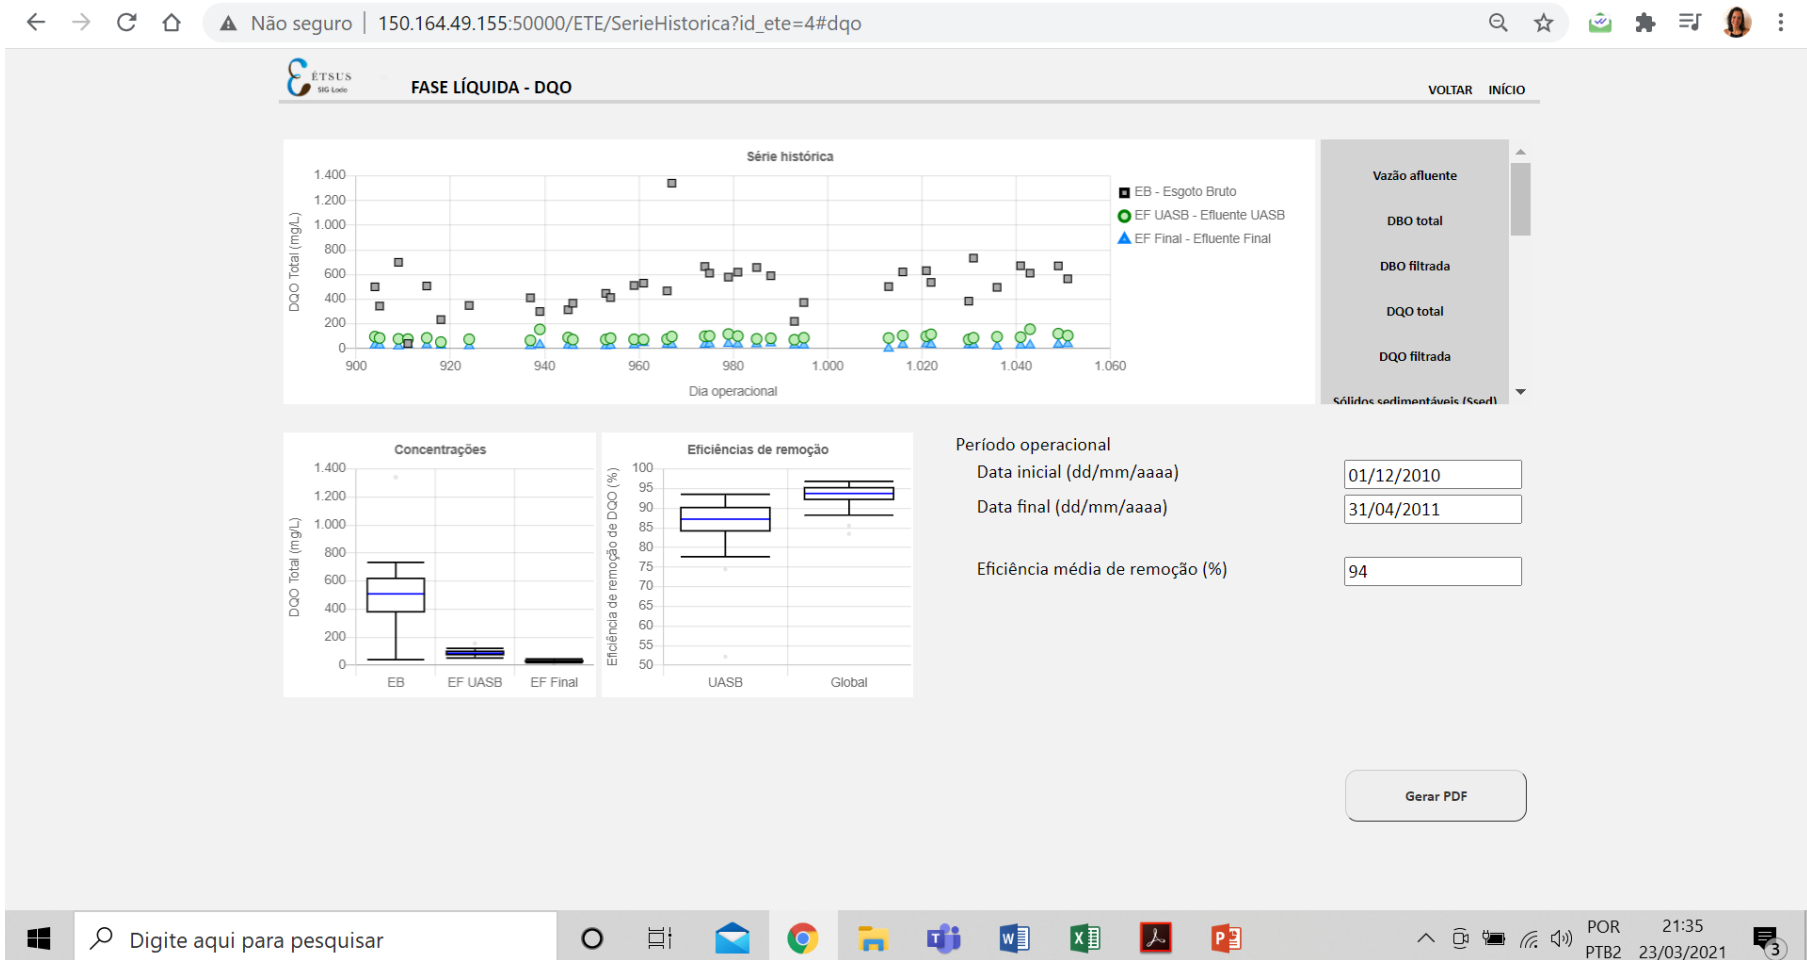 Não seguro | 150.164.49.155:50000/ETE/SerieHistorica?id_ete=4#dqo
ÉTSUS
SIG-Lodo
FASE LÍQUIDA - DQO
VOLTAR INÍCIO
Série histórica
DQO Total (mg/L)
1.400
1.200
1.000
800
600
400
200
0
900 920 940 960 980 1.000 1.020 1.040 1.060
Dia operacional
EB - Esgoto Bruto
EF UASB - Efluente UASB
EF Final - Efluente Final
Vazão afluente
DBO total
DBO filtrada
DQO total
DQO filtrada
Sólidos sedimentáveis (Ssed)
Concentrações
DQO Total (mg/L)
1.400
1.200
1.000
800
600
400
200
0
EB EF UASB EF Final
Eficiências de remoção
Eficiência de remoção de DQO (%)
100
95
90
85
80
75
70
65
60
55
50
UASB Global
Período operacional
Data inicial (dd/mm/aaaa) 01/12/2010
Data final (dd/mm/aaaa) 31/04/2011
Eficiência média de remoção (%) 94
Gerar PDF
Digite aqui para pesquisar
POR
PTB2
21:35
23/03/2021
3